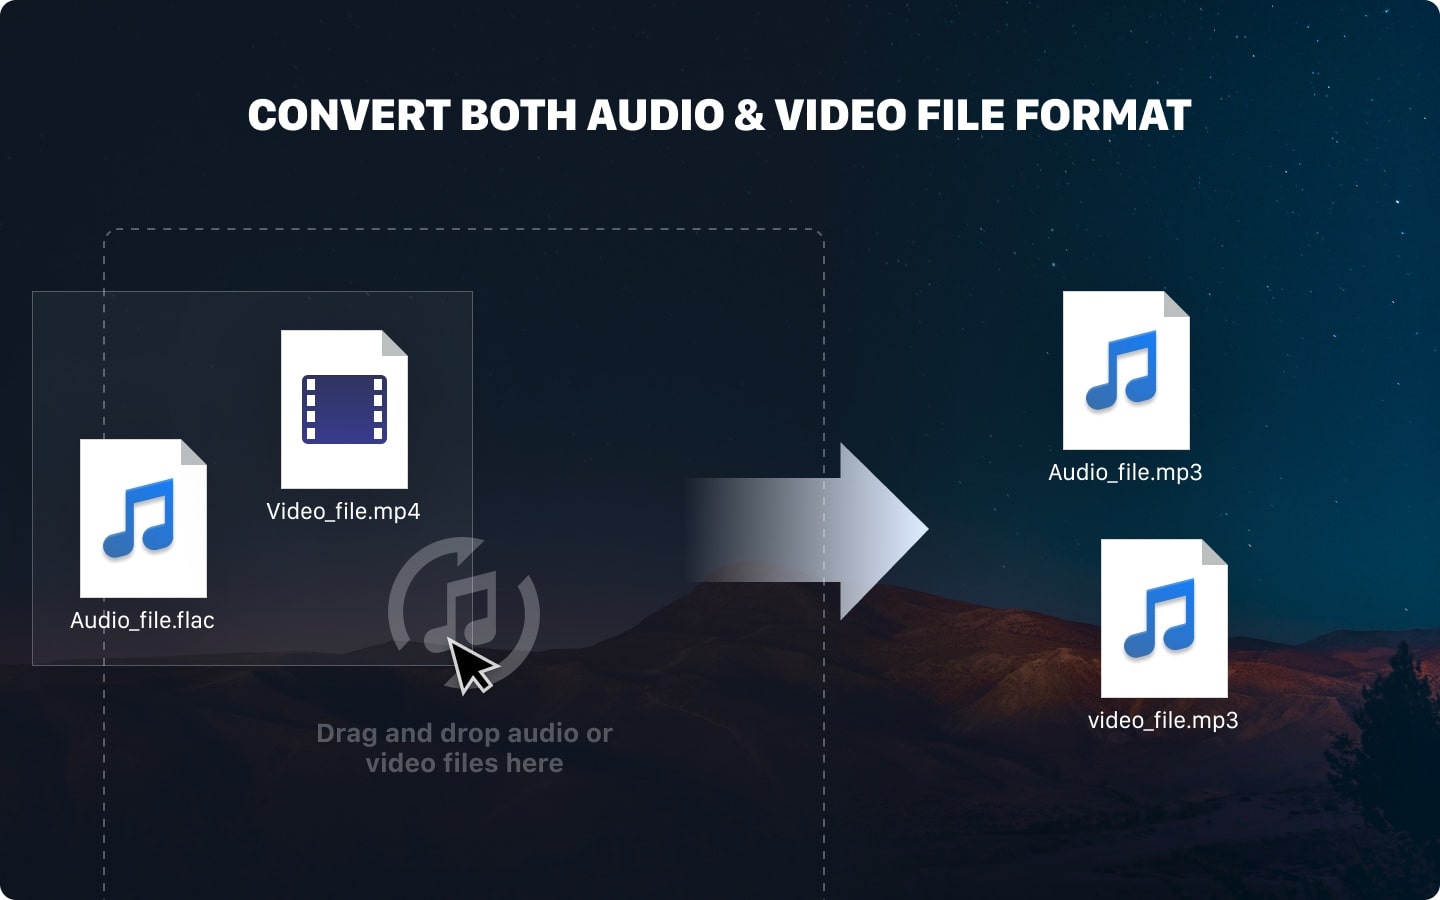 CONVERT BOTH AUDIO & VIDEO FILE FORMAT
Video_file.mp4
Audio_file.flac
Drag and drop audio or
video files here
Audio_file.mp3
video_file.mp3